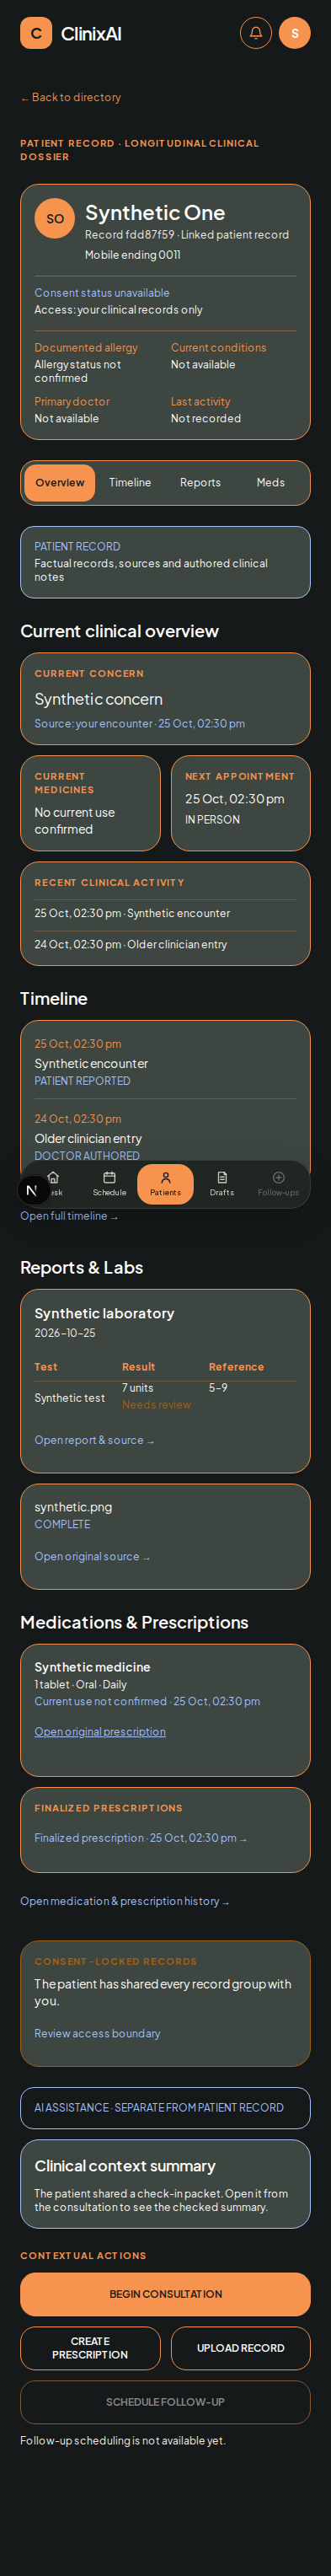 C ClinixAI S
← Back to directory
PATIENT RECORD · LONGITUDINAL CLINICAL
DOSSIER
SO
Synthetic One
Record fdd87f59 · Linked patient record
Mobile ending 0011
Consent status unavailable
Access: your clinical records only
Documented allergy
Allergy status not
confirmed
Current conditions
Not available
Primary doctor
Not available
Last activity
Not recorded
Overview Timeline Reports Meds
PATIENT RECORD
Factual records, sources and authored clinical
notes
Current clinical overview
CURRENT CONCERN
Synthetic concern
Source: your encounter · 25 Oct, 02:30 pm
CURRENT
MEDICINES
No current use
confirmed
NEXT APPOINTMENT
25 Oct, 02:30 pm
IN PERSON
RECENT CLINICAL ACTIVITY
25 Oct, 02:30 pm · Synthetic encounter
24 Oct, 02:30 pm · Older clinician entry
Timeline
25 Oct, 02:30 pm
Synthetic encounter
PATIENT REPORTED
24 Oct, 02:30 pm
Older clinician entry
DOCTOR AUTHORED
N esk Schedule Patients Drafts Follow-ups
Open full timeline →
Reports & Labs
Synthetic laboratory
2026-10-25
Test Result Reference
Synthetic test 7 units 5-9
Needs review
Open report & source →
synthetic.png
COMPLETE
Open original source →
Medications & Prescriptions
Synthetic medicine
1 tablet · Oral · Daily
Current use not confirmed · 25 Oct, 02:30 pm
Open original prescription
FINALIZED PRESCRIPTIONS
Finalized prescription · 25 Oct, 02:30 pm →
Open medication & prescription history →
CONSENT-LOCKED RECORDS
The patient has shared every record group with
you.
Review access boundary
AI ASSISTANCE · SEPARATE FROM PATIENT RECORD
Clinical context summary
The patient shared a check-in packet. Open it from
the consultation to see the checked summary.
CONTEXTUAL ACTIONS
BEGIN CONSULTATION
CREATE
PRESCRIPTION
UPLOAD RECORD
SCHEDULE FOLLOW-UP
Follow-up scheduling is not available yet.